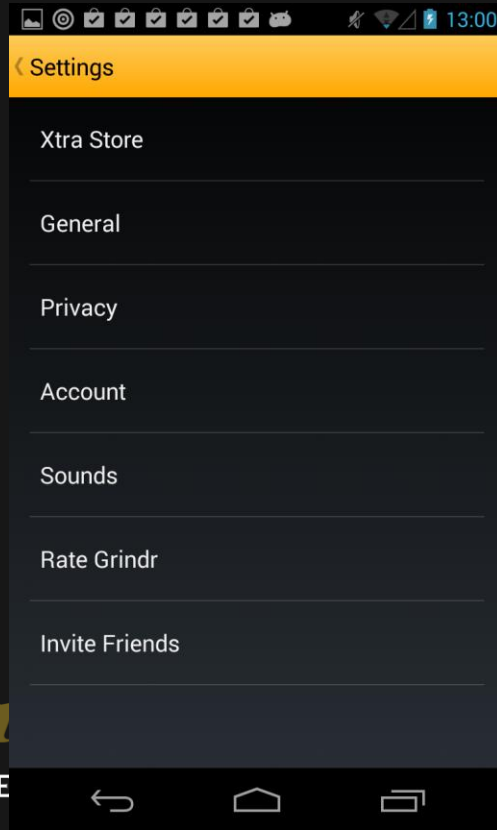 13:00
Settings
Xtra Store
General
Privacy
Account
Sounds
Rate Grindr
Invite Friends
E